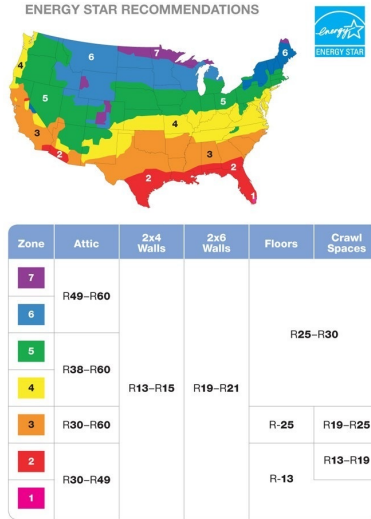 ENERGY STAR RECOMMENDATIONS
energy
ENERGY STAR
7
6
6
4
5
5
4
3
3
2
2
2
1
Zone Attic 2x4 Walls 2x6 Walls Floors Crawl Spaces
7
R49–R60
6
R25–R30
5
R38–R60
4
R13–R15 R19–R21
3 R30–R60 R-25 R19–R25
2
R13–R19
R30–R49
R-13
1